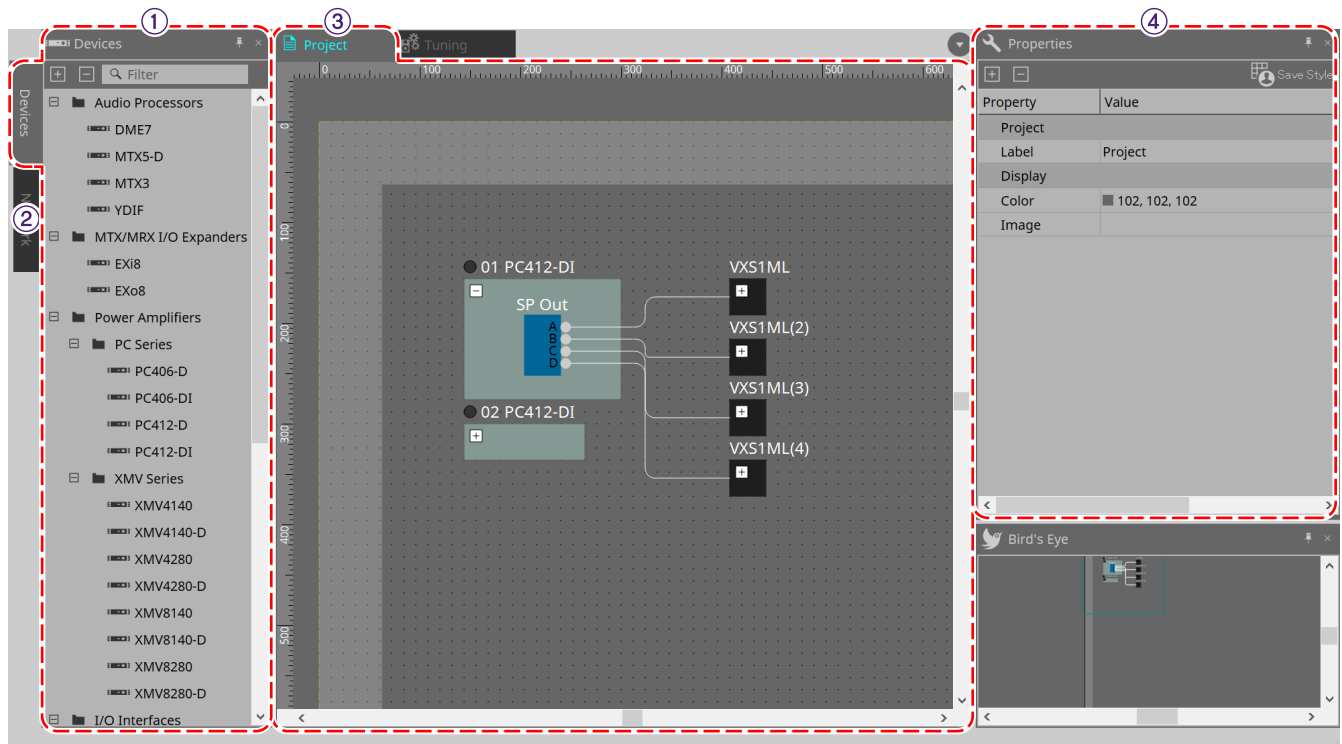 ①
③
④
Devices
Project
Tuning
Properties
Filter
Save Style
0 100 200 300 400 500 600
Devices
②
Audio Processors
DME7
MTX5-D
MTX3
YDIF
MTX/MRX I/O Expanders
EXi8
EXo8
Power Amplifiers
PC Series
PC406-D
PC406-DI
PC412-D
PC412-DI
XMV Series
XMV4140
XMV4140-D
XMV4280
XMV4280-D
XMV8140
XMV8140-D
XMV8280
XMV8280-D
I/O Interfaces
0
100
200
300
400
500
01 PC412-DI
SP Out
A
B
C
D
02 PC412-DI
VXS1ML
VXS1ML(2)
VXS1ML(3)
VXS1ML(4)
Property Value
Project
Label Project
Display
Color 102, 102, 102
Image
Bird's Eye